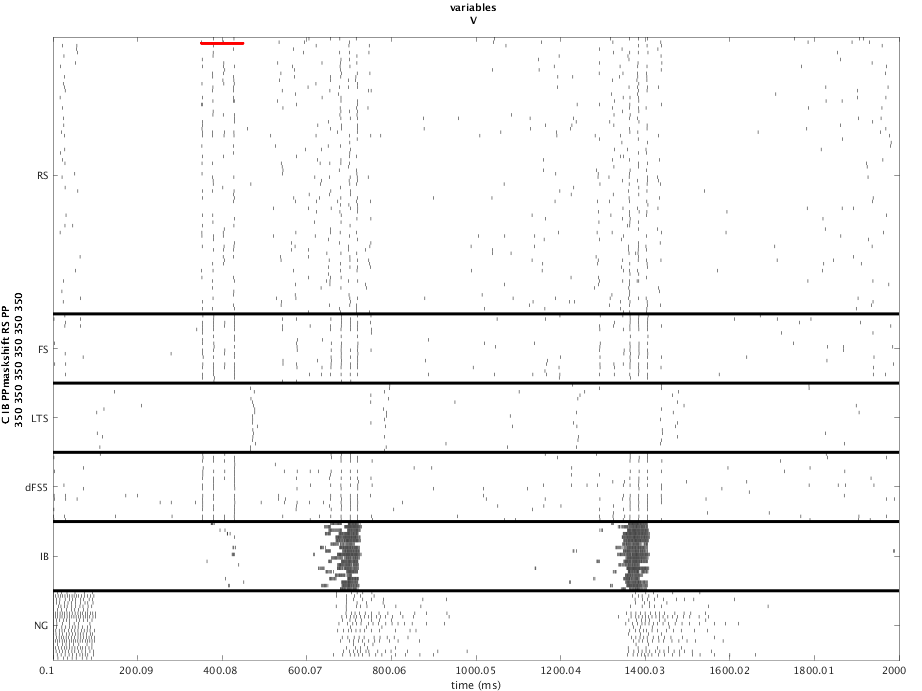 variables
V
RS
FS
LTS
dFS5
IB
NG
C IB PPmaskshift RS PP
350 350 350 350 350 350
0.1 200.09 400.08 600.07 800.06 1000.05 1200.04 1400.03 1600.02 1800.01 2000
time (ms)